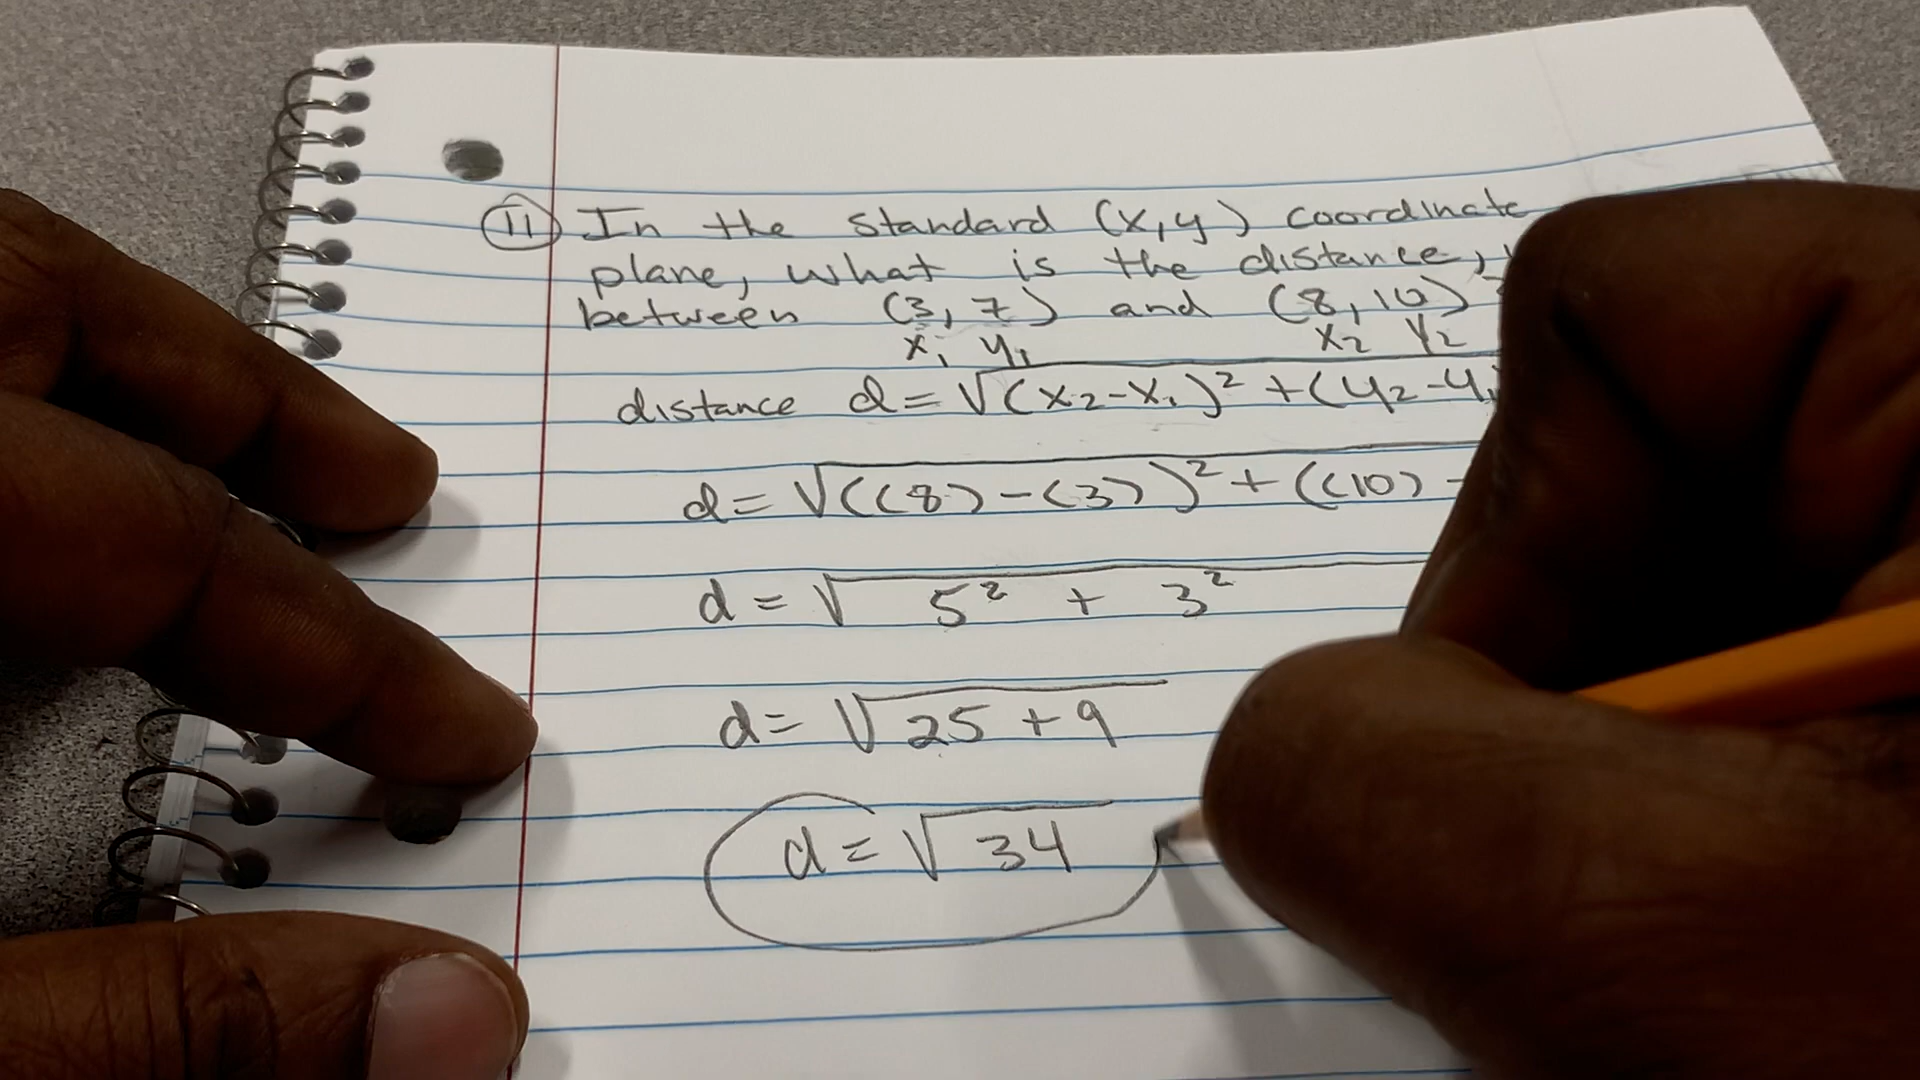 11 In the standard (x,y) coordinate
plane, what is the distance,
between (3, 7) and (8, 10)
x₁ y₁ x₂ y₂
distance d = √(x₂-x₁)² + (y₂-y₁
d = √((8)-(3))² + ((10) -
d = √ 5² + 3²
d = √25 + 9
d = √34